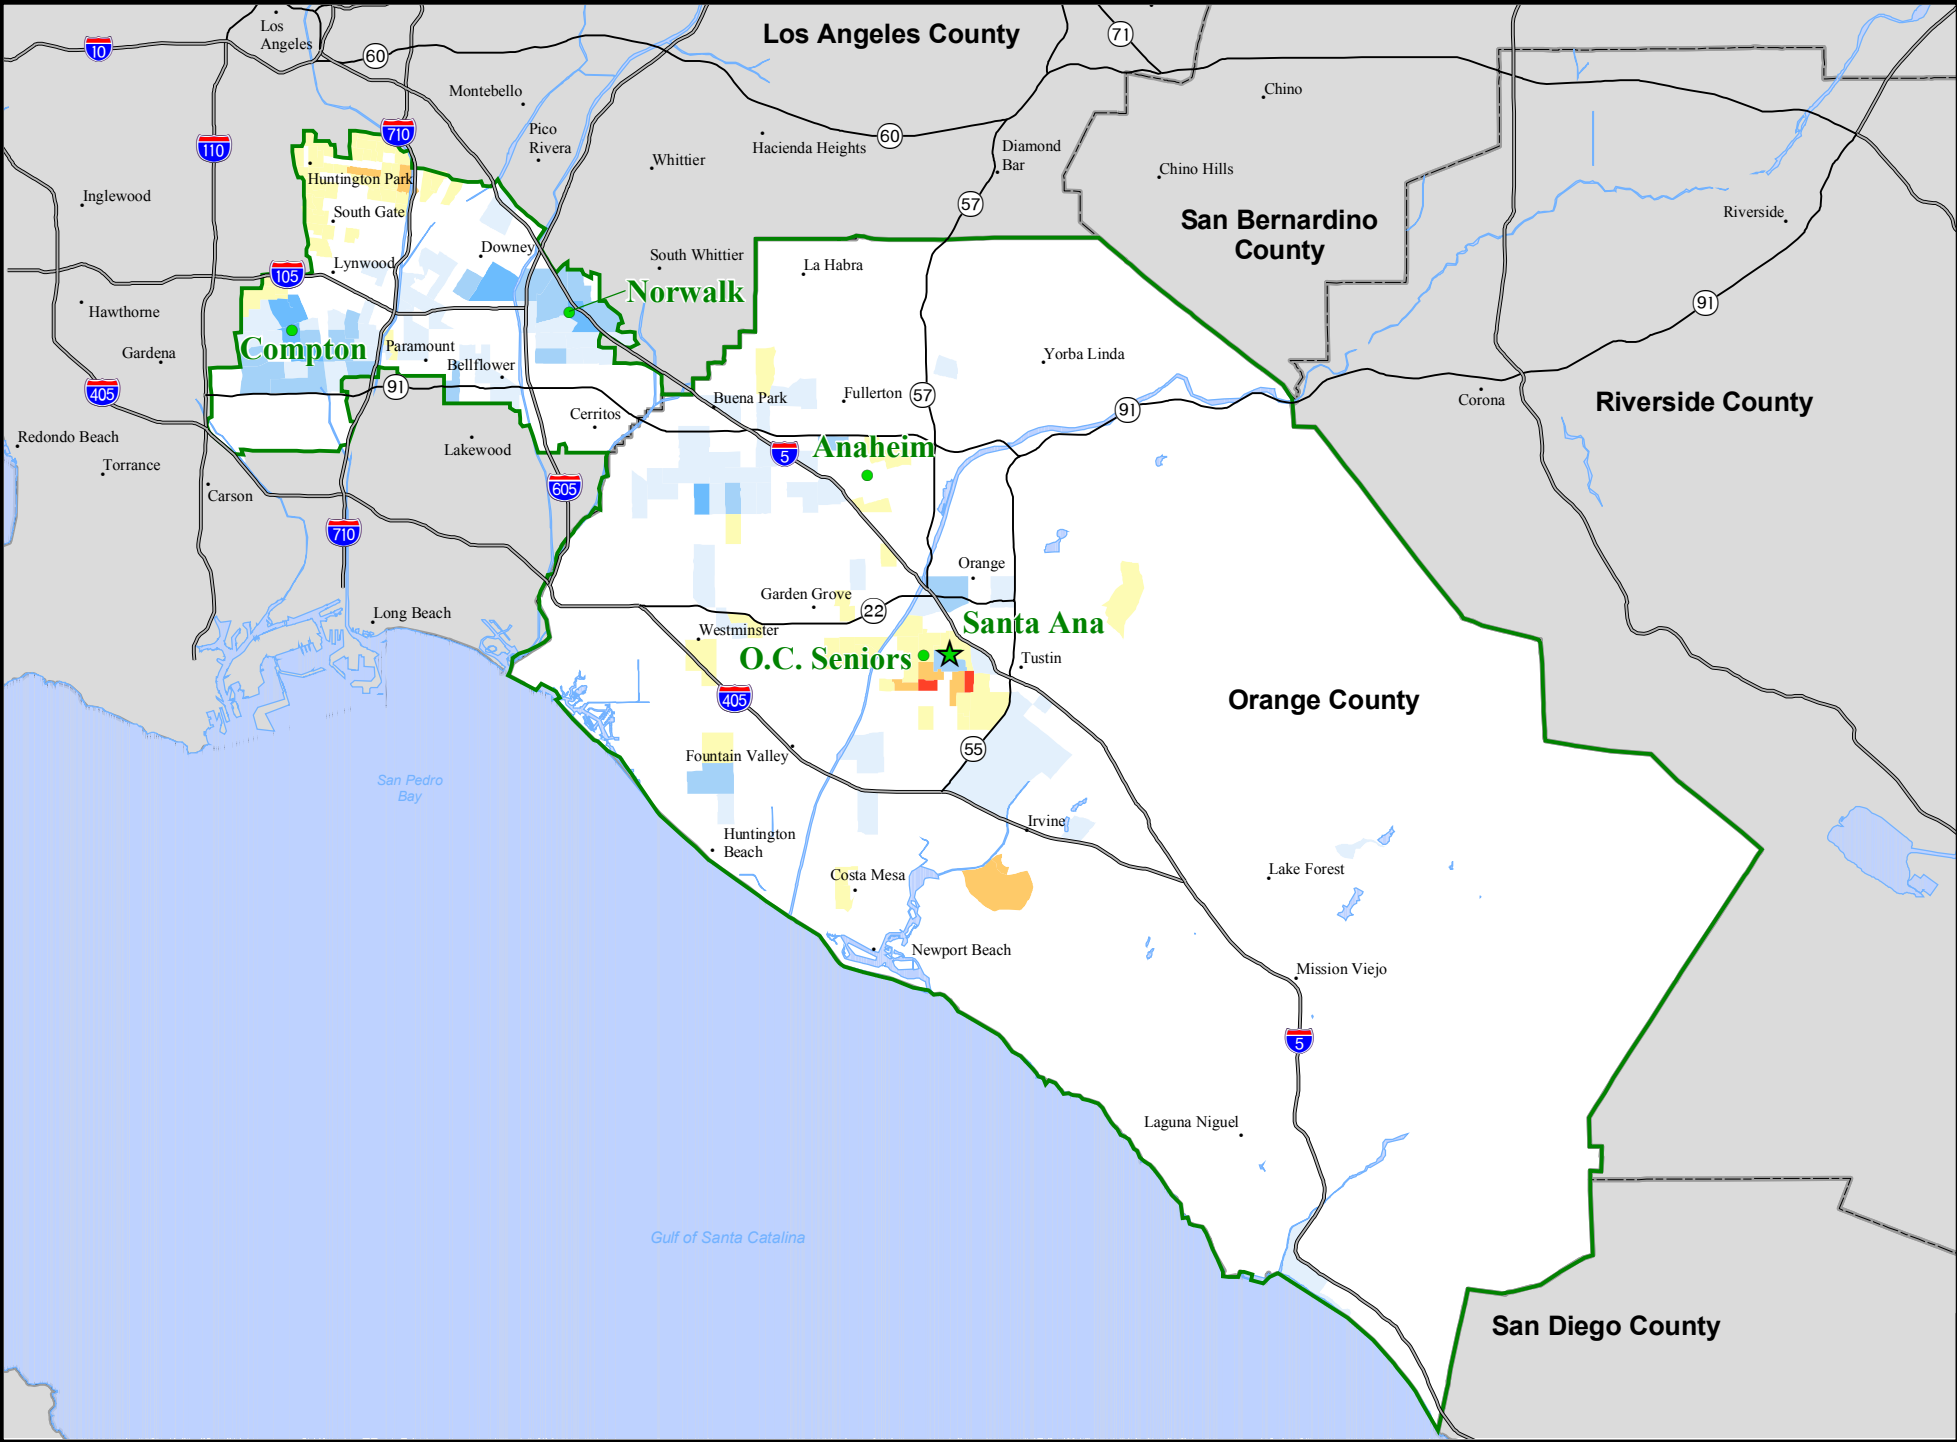 Los
Angeles
Los Angeles County
71
10
60
Montebello
Chino
710
Pico
Rivera
60
Hacienda Heights
Diamond
Bar
110
Whittier
Chino Hills
Huntington Park
Inglewood
South Gate
57
San Bernardino
County
Riverside
Downey
South Whittier
La Habra
Lynwood
105
Norwalk
Hawthorne
91
Compton
Paramount
Gardena
Bellflower
Yorba Linda
405
91
Buena Park
Fullerton
57
91
Corona
Riverside County
Cerritos
Redondo Beach
Lakewood
Anaheim
5
Torrance
605
Carson
710
Orange
Garden Grove
22
Long Beach
Westminster
Santa Ana
O.C. Seniors
Tustin
405
Orange County
55
Fountain Valley
San Pedro
Bay
Irvine
Huntington
Beach
Costa Mesa
Lake Forest
Newport Beach
Mission Viejo
5
Laguna Niguel
Gulf of Santa Catalina
San Diego County